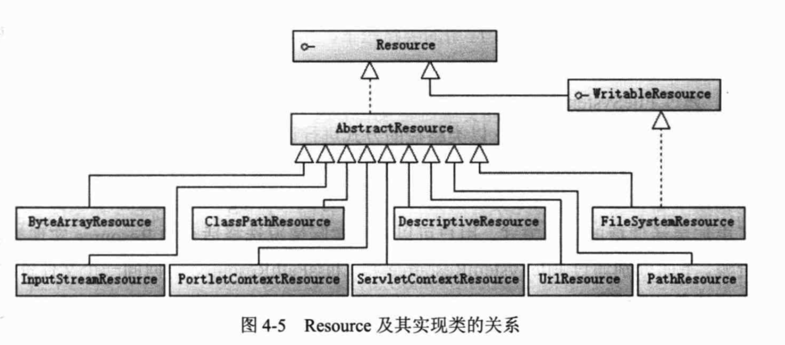 Resource
WritableResource
AbstractResource
ByteArrayResource
ClassPathResource
DescriptiveResource
FileSystemResource
InputStreamResource
PortletContextResource
ServletContextResource
UrlResource
PathResource
图 4-5 Resource 及其实现类的关系